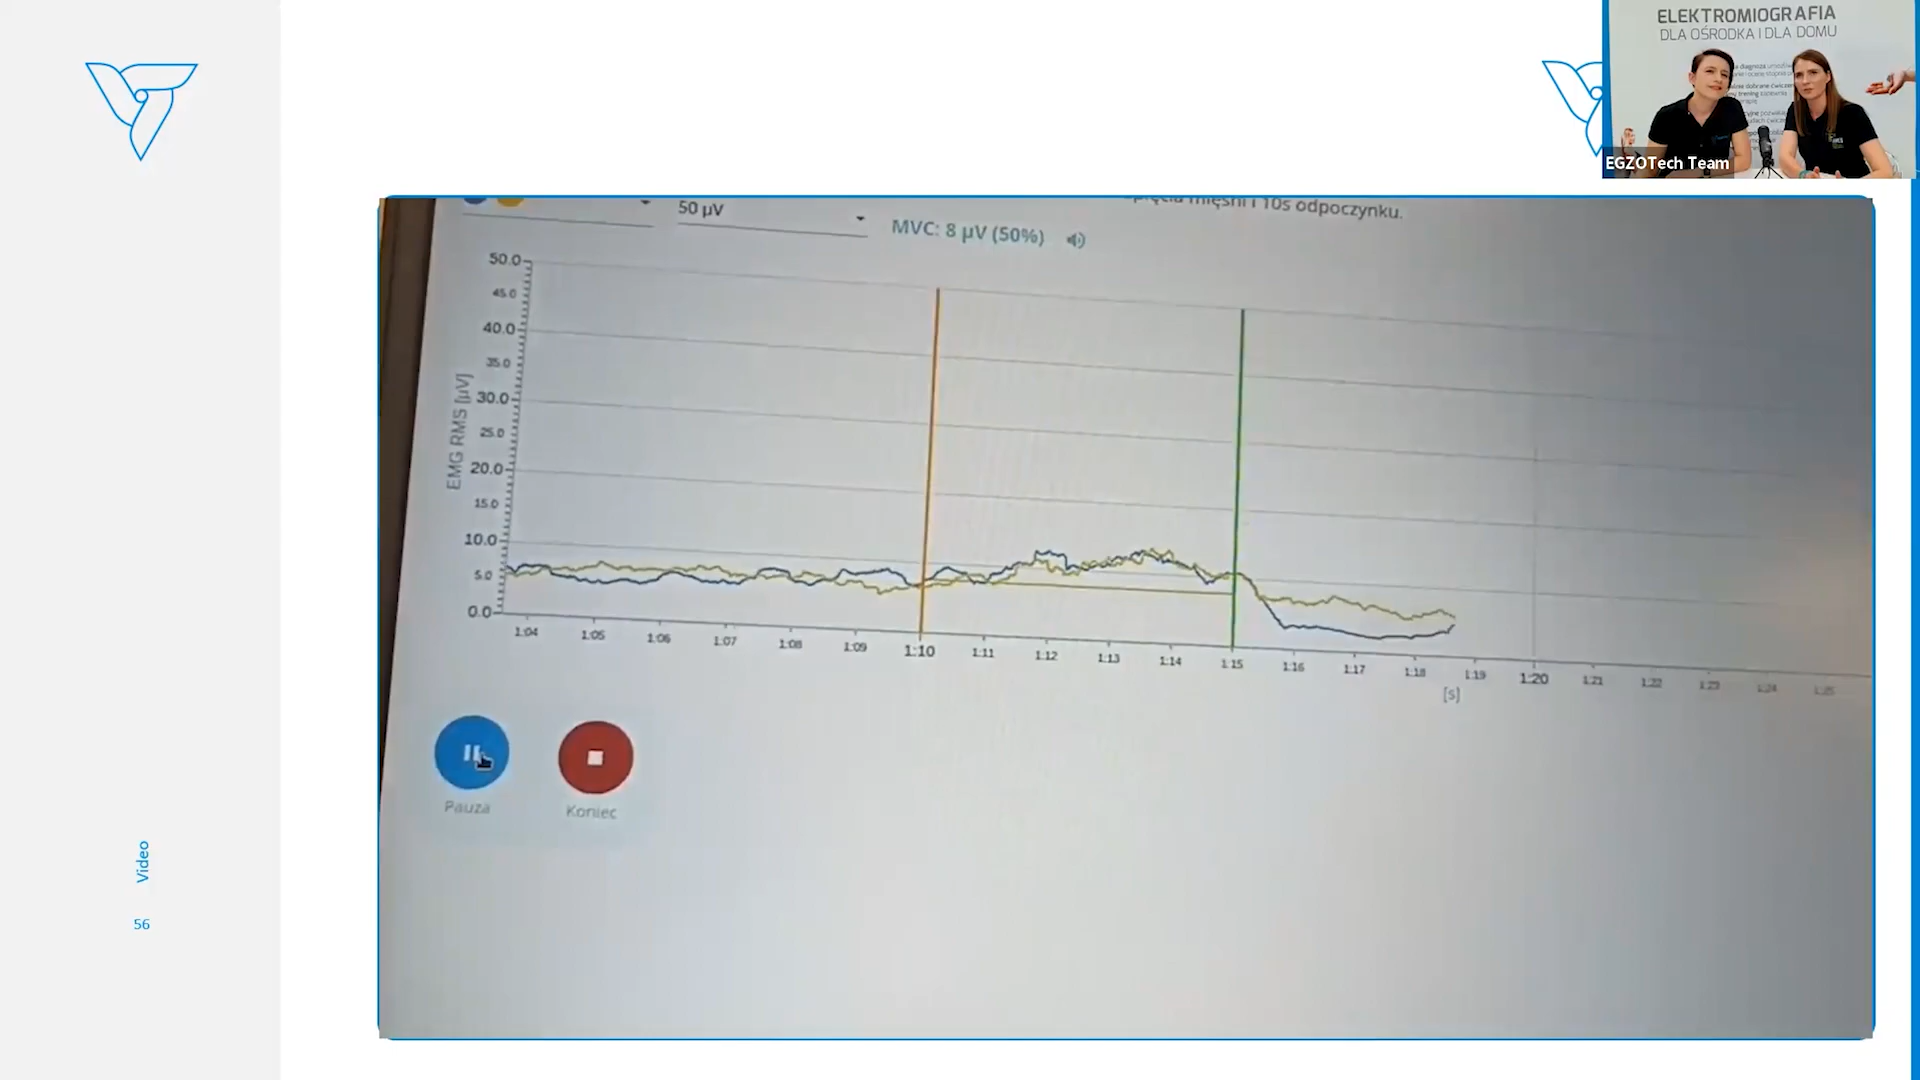 ELEKTROMIOGRAFIA
DLA OŚRODKA I DLA DOMU
EGZOTech Team
mięśni i 10s odpoczynku.
50 µV
MVC: 8 µV (50%)
EMG RMS [µV]
50.0
45.0
40.0
35.0
30.0
25.0
20.0
15.0
10.0
5.0
0.0
1:04 1:05 1:06 1:07 1:08 1:09 1:10 1:11 1:12 1:13 1:14 1:15 1:16 1:17 1:18 1:19 1:20 1:21 1:22 1:23 1:24 1:25
[s]
Pauza
Koniec
Video
56